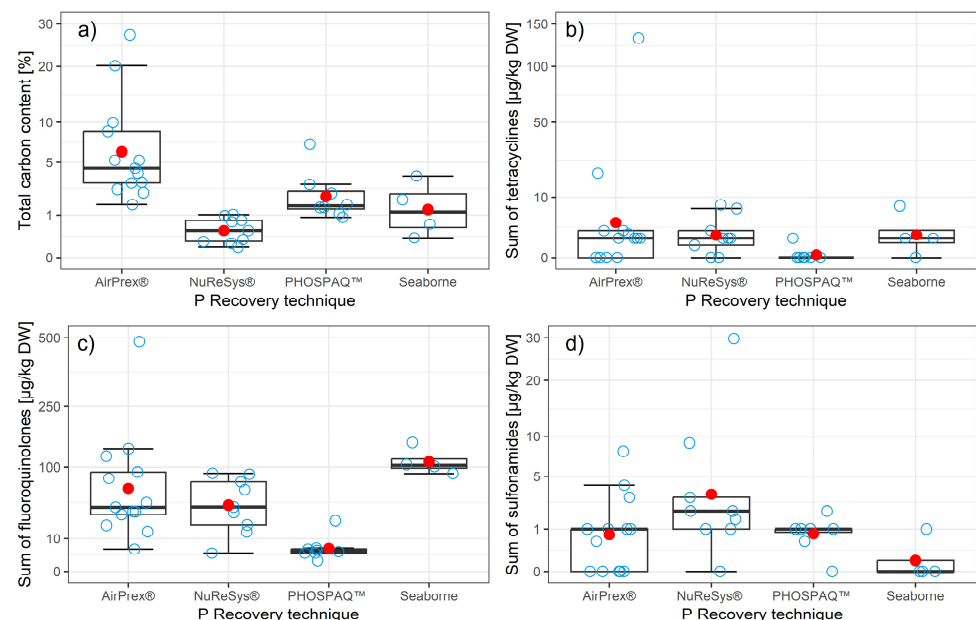 a)
Total carbon content [%]
30
20
10
5
1
0
AirPrex® NuReSys® PHOSPAQ™ Seaborne
P Recovery technique
b)
Sum of tetracyclines [µg/kg DW]
150
100
50
10
0
AirPrex® NuReSys® PHOSPAQ™ Seaborne
P Recovery technique
c)
Sum of fluoroquinolones [µg/kg DW]
500
250
100
10
0
AirPrex® NuReSys® PHOSPAQ™ Seaborne
P Recovery technique
d)
Sum of sulfonamides [µg/kg DW]
30
20
10
5
1
0
AirPrex® NuReSys® PHOSPAQ™ Seaborne
P Recovery technique